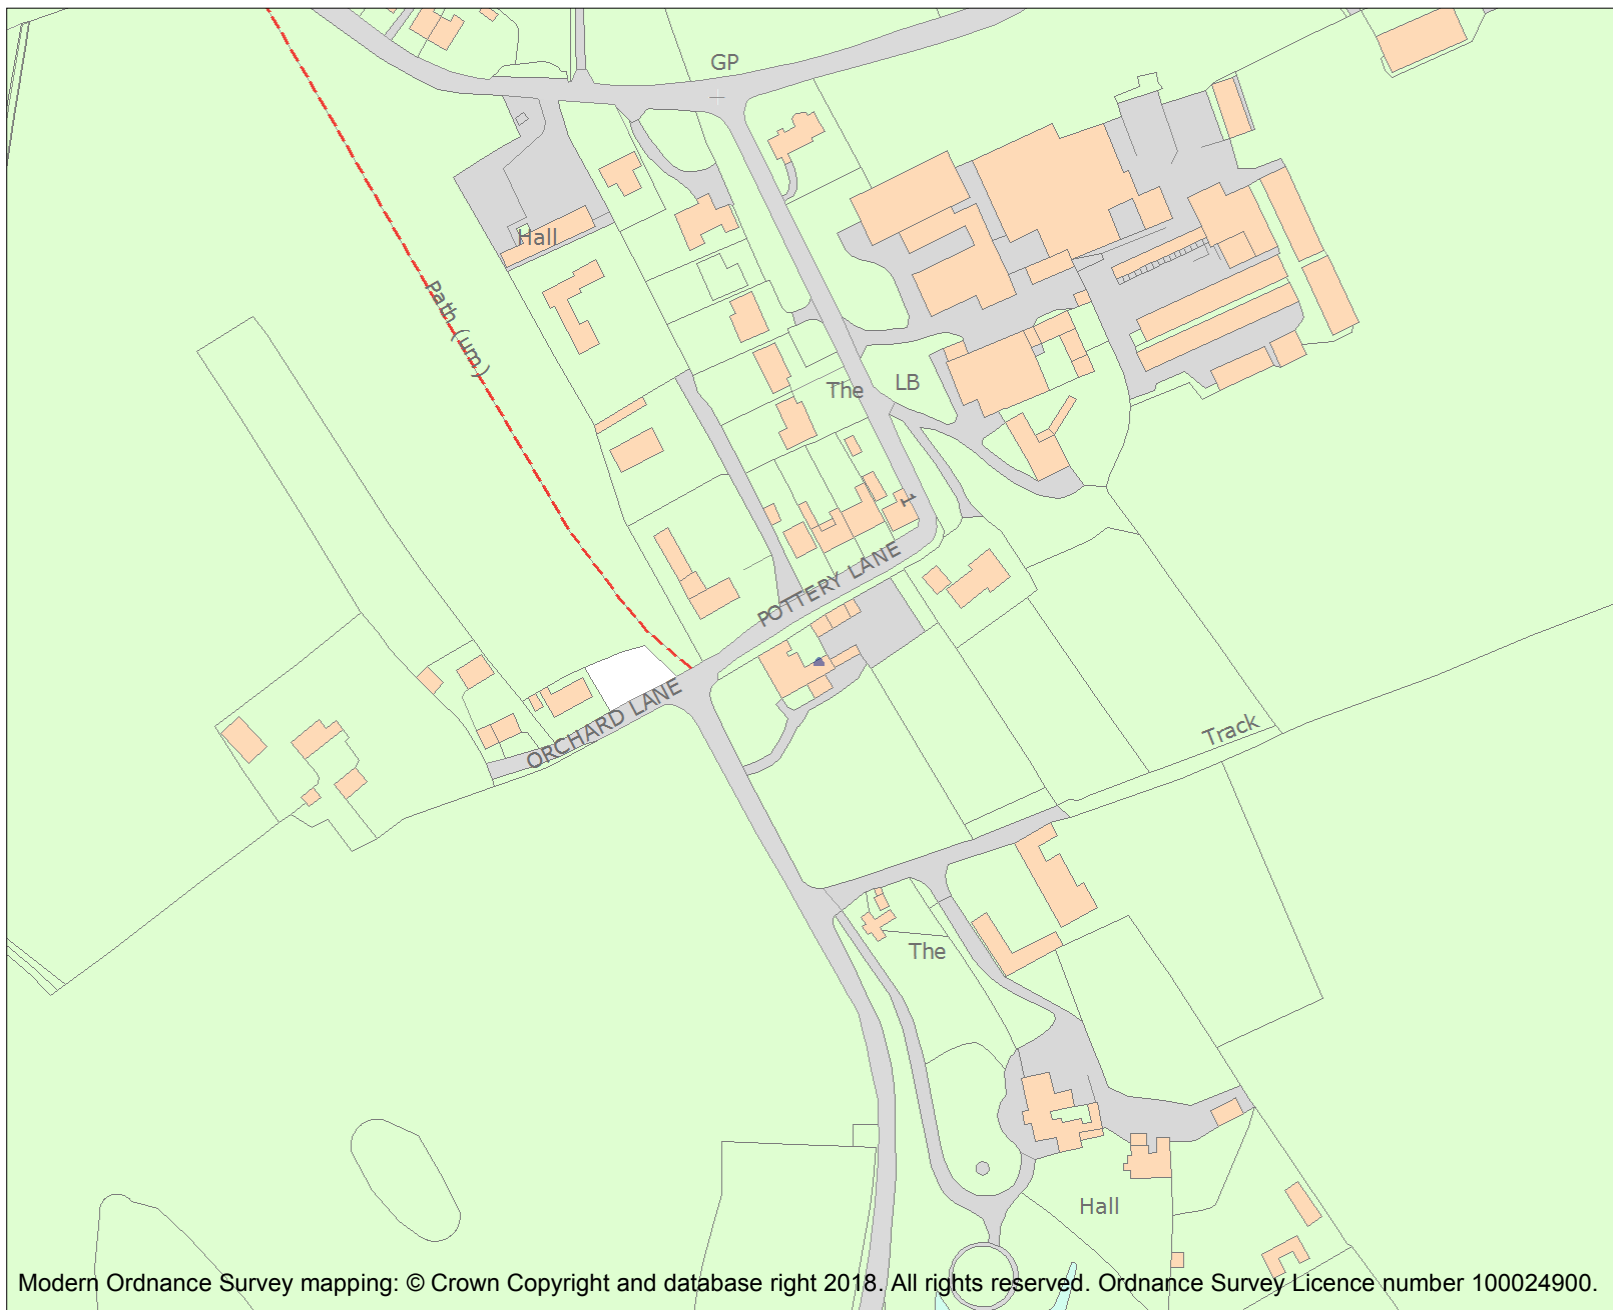 GP
Hall
Path (um)
The
LB
1
POTTERY LANE
ORCHARD LANE
Track
The
Hall
Modern Ordnance Survey mapping: © Crown Copyright and database right 2018. All rights reserved. Ordnance Survey Licence number 100024900.